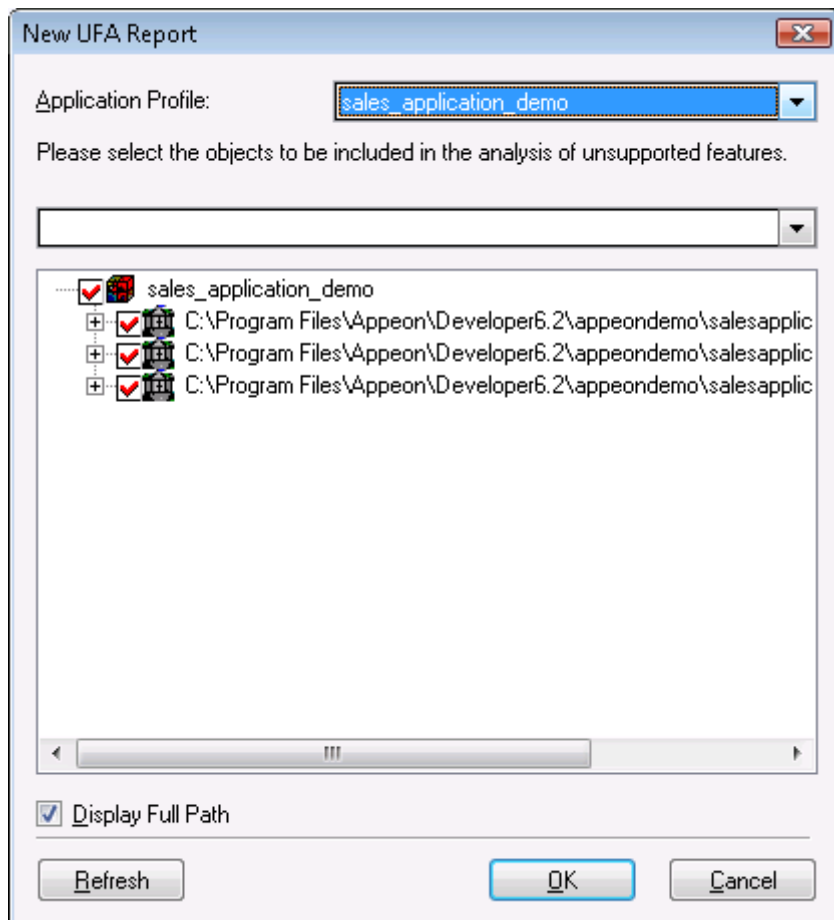 New UFA Report
Application Profile: sales_application_demo
Please select the objects to be included in the analysis of unsupported features.
sales_application_demo
C:\Program Files\Appeon\Developer6.2\appeondemo\salesapplic
C:\Program Files\Appeon\Developer6.2\appeondemo\salesapplic
C:\Program Files\Appeon\Developer6.2\appeondemo\salesapplic
Display Full Path
Refresh OK Cancel